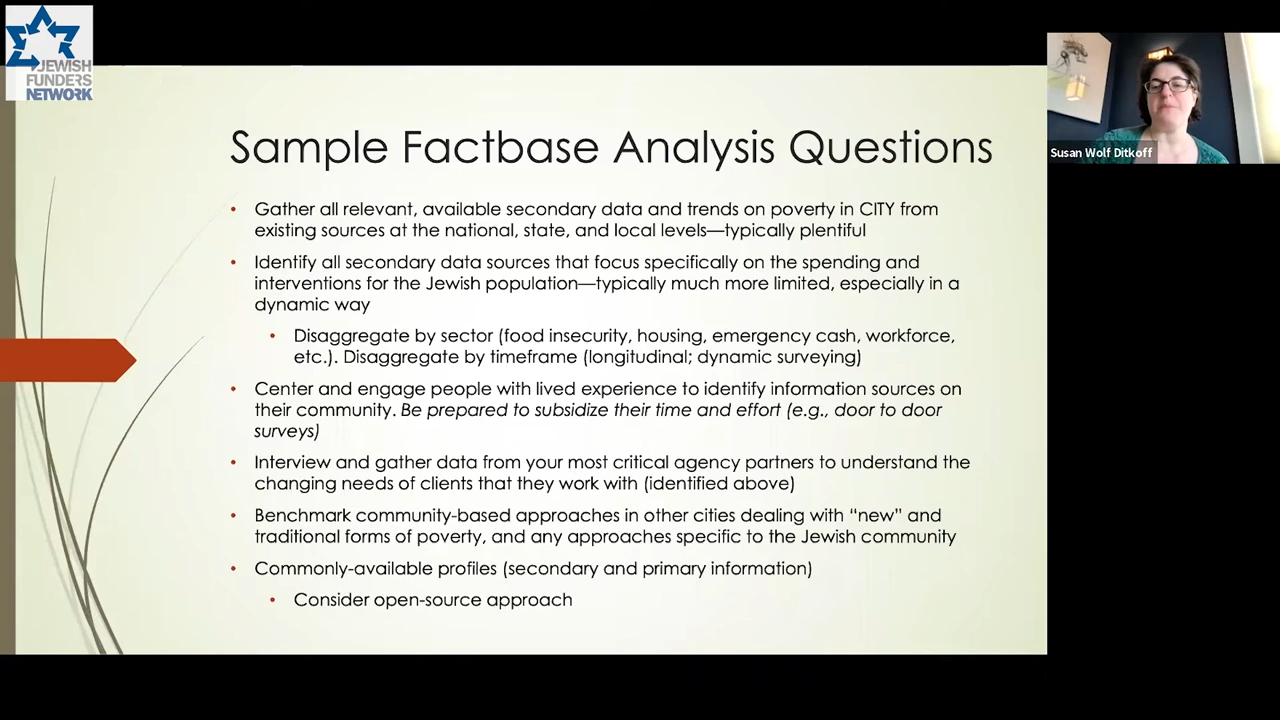 JEWISH
FUNDERS
NETWORK
Sample Factbase Analysis Questions
• Gather all relevant, available secondary data and trends on poverty in CITY from
existing sources at the national, state, and local levels—typically plentiful
• Identify all secondary data sources that focus specifically on the spending and
interventions for the Jewish population—typically much more limited, especially in a
dynamic way
• Disaggregate by sector (food insecurity, housing, emergency cash, workforce,
etc.). Disaggregate by timeframe (longitudinal; dynamic surveying)
• Center and engage people with lived experience to identify information sources on
their community. Be prepared to subsidize their time and effort (e.g., door to door
surveys)
• Interview and gather data from your most critical agency partners to understand the
changing needs of clients that they work with (identified above)
• Benchmark community-based approaches in other cities dealing with “new” and
traditional forms of poverty, and any approaches specific to the Jewish community
• Commonly-available profiles (secondary and primary information)
• Consider open-source approach
Susan Wolf Ditkoff